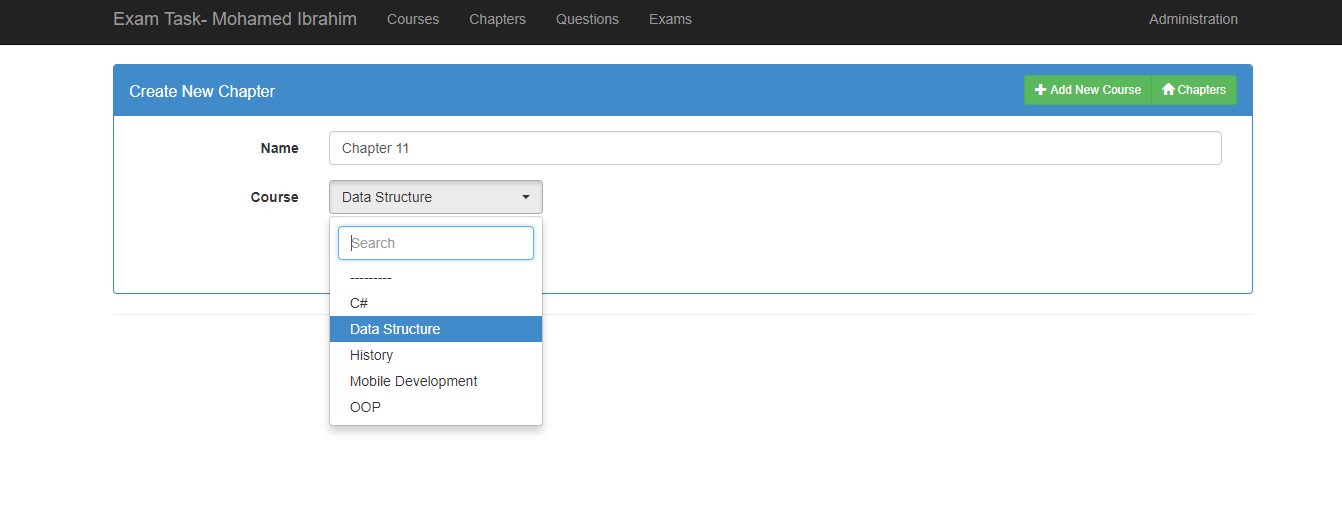 Exam Task- Mohamed Ibrahim Courses Chapters Questions Exams Administration
Create New Chapter Add New Course Chapters
Name Chapter 11
Course Data Structure
Search
---------
C#
Data Structure
History
Mobile Development
OOP